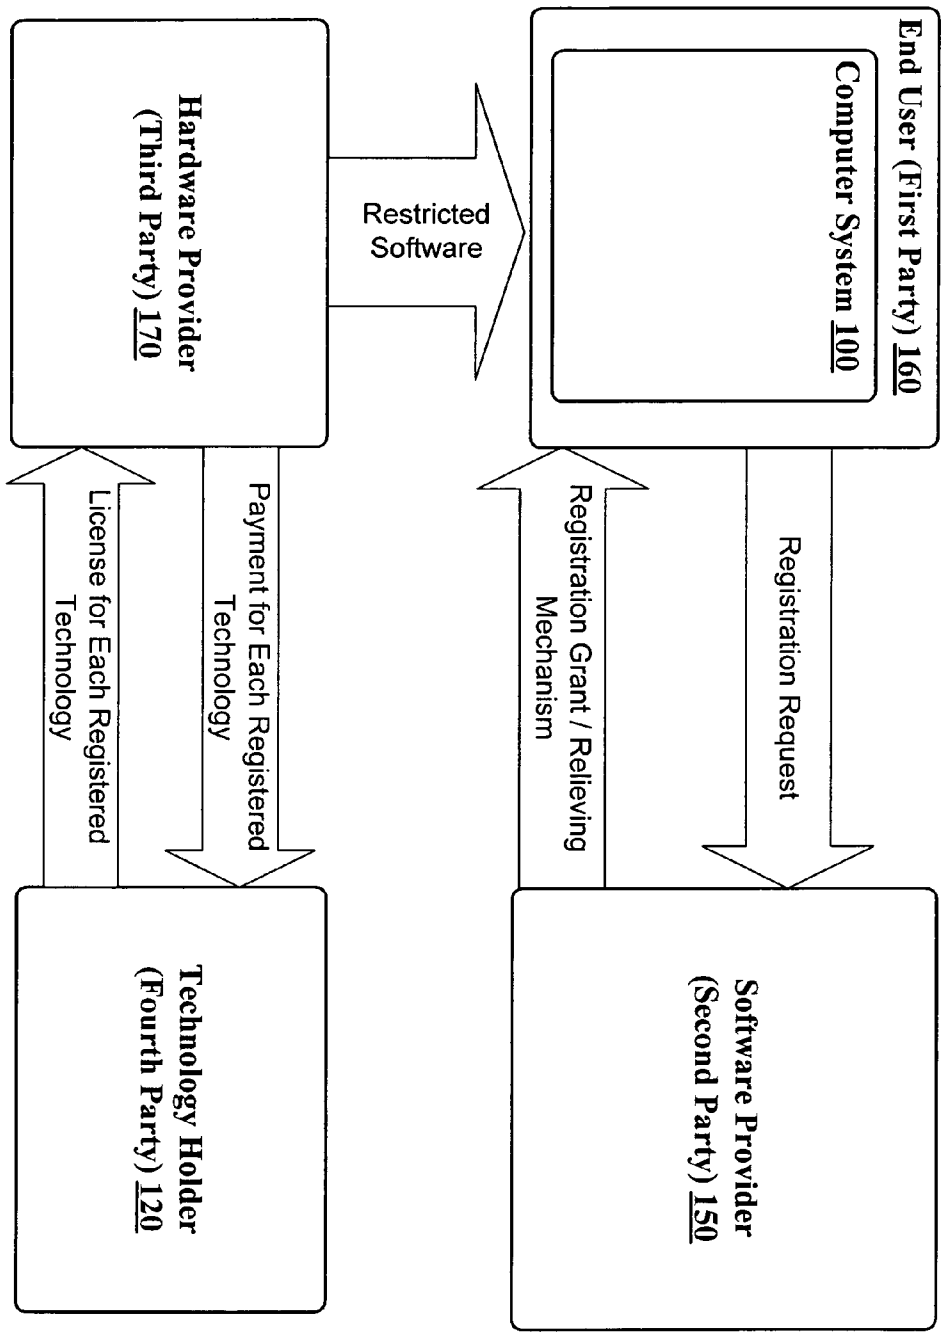 End User (First Party) 160
Computer System 100
Registration Request
Registration Grant / Relieving
Mechanism
Software Provider
(Second Party) 150
Restricted
Software
Hardware Provider
(Third Party) 170
Payment for Each Registered
Technology
License for Each Registered
Technology
Technology Holder
(Fourth Party) 120